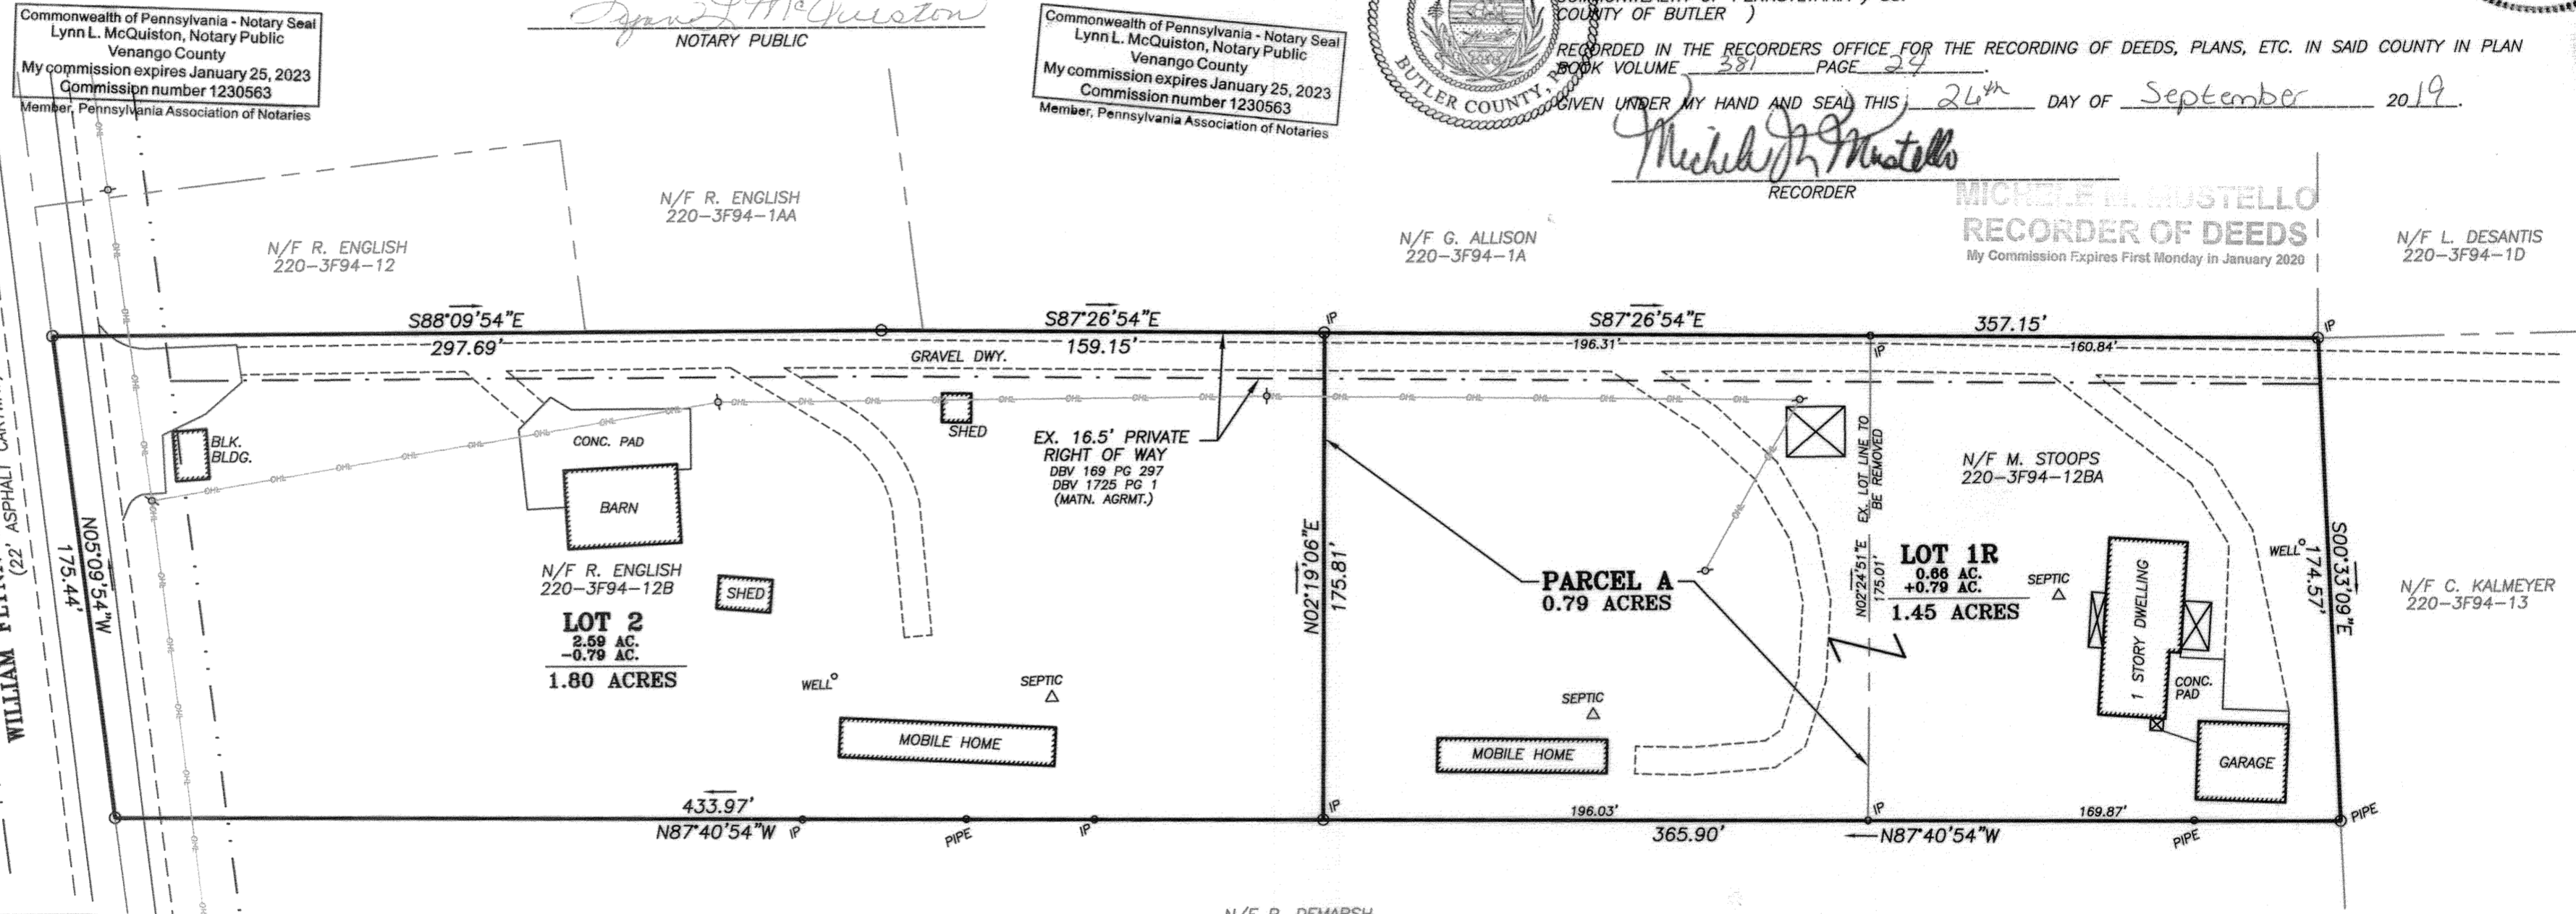 Commonwealth of Pennsylvania - Notary Seal
Lynn L. McQuiston, Notary Public
Venango County
My commission expires January 25, 2023
Commission number 1230563
Member, Pennsylvania Association of Notaries
Lynn L McQuiston
NOTARY PUBLIC
Commonwealth of Pennsylvania - Notary Seal
Lynn L. McQuiston, Notary Public
Venango County
My commission expires January 25, 2023
Commission number 1230563
Member, Pennsylvania Association of Notaries
BUTLER COUNTY, P
COUNTY OF BUTLER )
RECORDED IN THE RECORDERS OFFICE FOR THE RECORDING OF DEEDS, PLANS, ETC. IN SAID COUNTY IN PLAN
BOOK VOLUME 381 PAGE 24.
GIVEN UNDER MY HAND AND SEAL THIS 24th DAY OF September 2019.
Michele M Mustello
RECORDER
MICHELE M. MUSTELLO
RECORDER OF DEEDS
My Commission Expires First Monday in January 2020
N/F R. ENGLISH
220-3F94-12
N/F R. ENGLISH
220-3F94-1AA
N/F G. ALLISON
220-3F94-1A
N/F L. DESANTIS
220-3F94-1D
S88°09'54"E
297.69'
S87°26'54"E
159.15'
IP
S87°26'54"E
196.31'
357.15'
160.84'
IP
IP
GRAVEL DWY.
OHL
BLK.
BLDG.
CONC. PAD
BARN
SHED
EX. 16.5' PRIVATE
RIGHT OF WAY
DBV 169 PG 297
DBV 1725 PG 1
(MATN. AGRMT.)
(22' ASPHALT
WILLIAM
N05°09'54"W
175.44'
N/F R. ENGLISH
220-3F94-12B
LOT 2
2.59 AC.
-0.79 AC.
1.80 ACRES
SHED
WELL
SEPTIC
MOBILE HOME
N02°19'06"E
175.81'
PARCEL A
0.79 ACRES
SEPTIC
MOBILE HOME
N02°24'51"E EX. LOT LINE TO
175.01' BE REMOVED
N/F M. STOOPS
220-3F94-12BA
LOT 1R
0.66 AC.
+0.79 AC.
1.45 ACRES
SEPTIC
1 STORY DWELLING
CONC.
PAD
GARAGE
WELL
S00°33'09"E
174.57'
N/F C. KALMEYER
220-3F94-13
433.97'
N87°40'54"W
IP
PIPE
IP
IP
196.03'
365.90'
IP
N87°40'54"W
169.87'
PIPE
PIPE
N/F R. DEMARSH